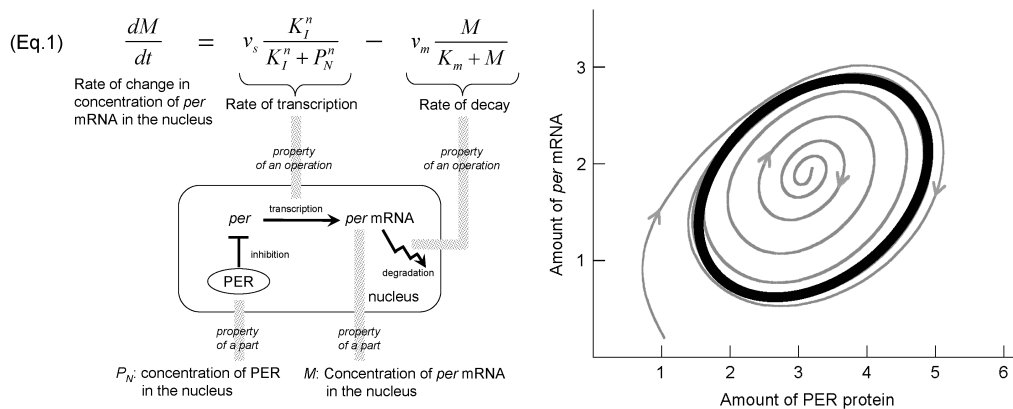 (Eq.1) dM/dt = v_s K_I^n / (K_I^n + P_N^n) − v_m M / (K_m + M)
Rate of change in
concentration of per
mRNA in the nucleus
Rate of transcription
Rate of decay
property
of an operation
property
of an operation
per
transcription
per mRNA
inhibition
degradation
PER
nucleus
property
of a part
property
of a part
P_N: concentration of PER
in the nucleus
M: Concentration of per mRNA
in the nucleus
Amount of per mRNA
3
2
1
1 2 3 4 5 6
Amount of PER protein